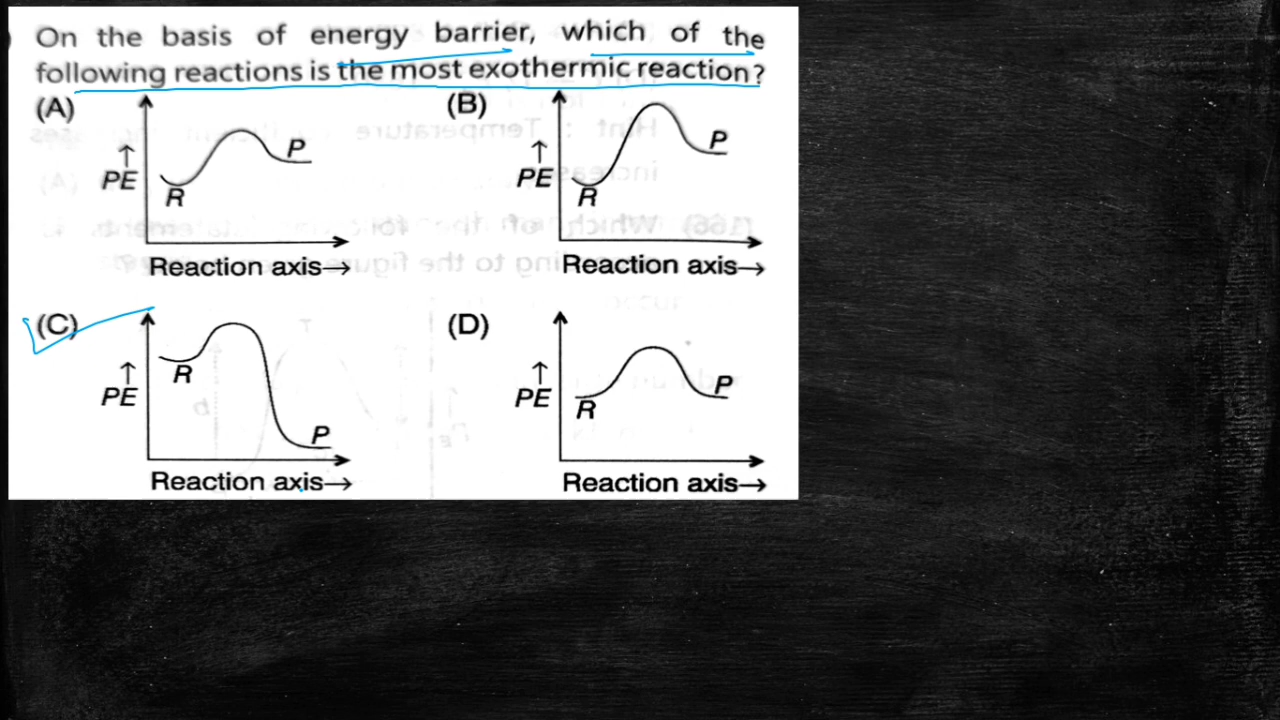 On the basis of energy barrier, which of the
following reactions is the most exothermic reaction?
(A)
(B)
↑
PE
R
P
↑
PE
R
P
Reaction axis→
Reaction axis→
(C)
(D)
↑
PE
R
P
↑
PE
R
P
Reaction axis→
Reaction axis→